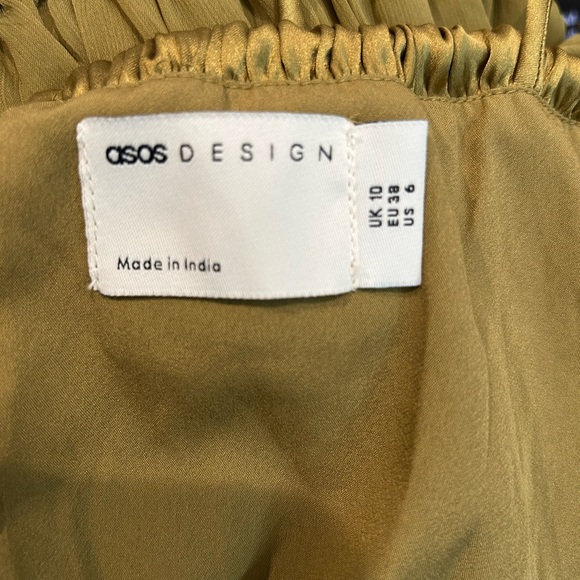 asos DESIGN
Made in India
UK 10
EU 38
US 6